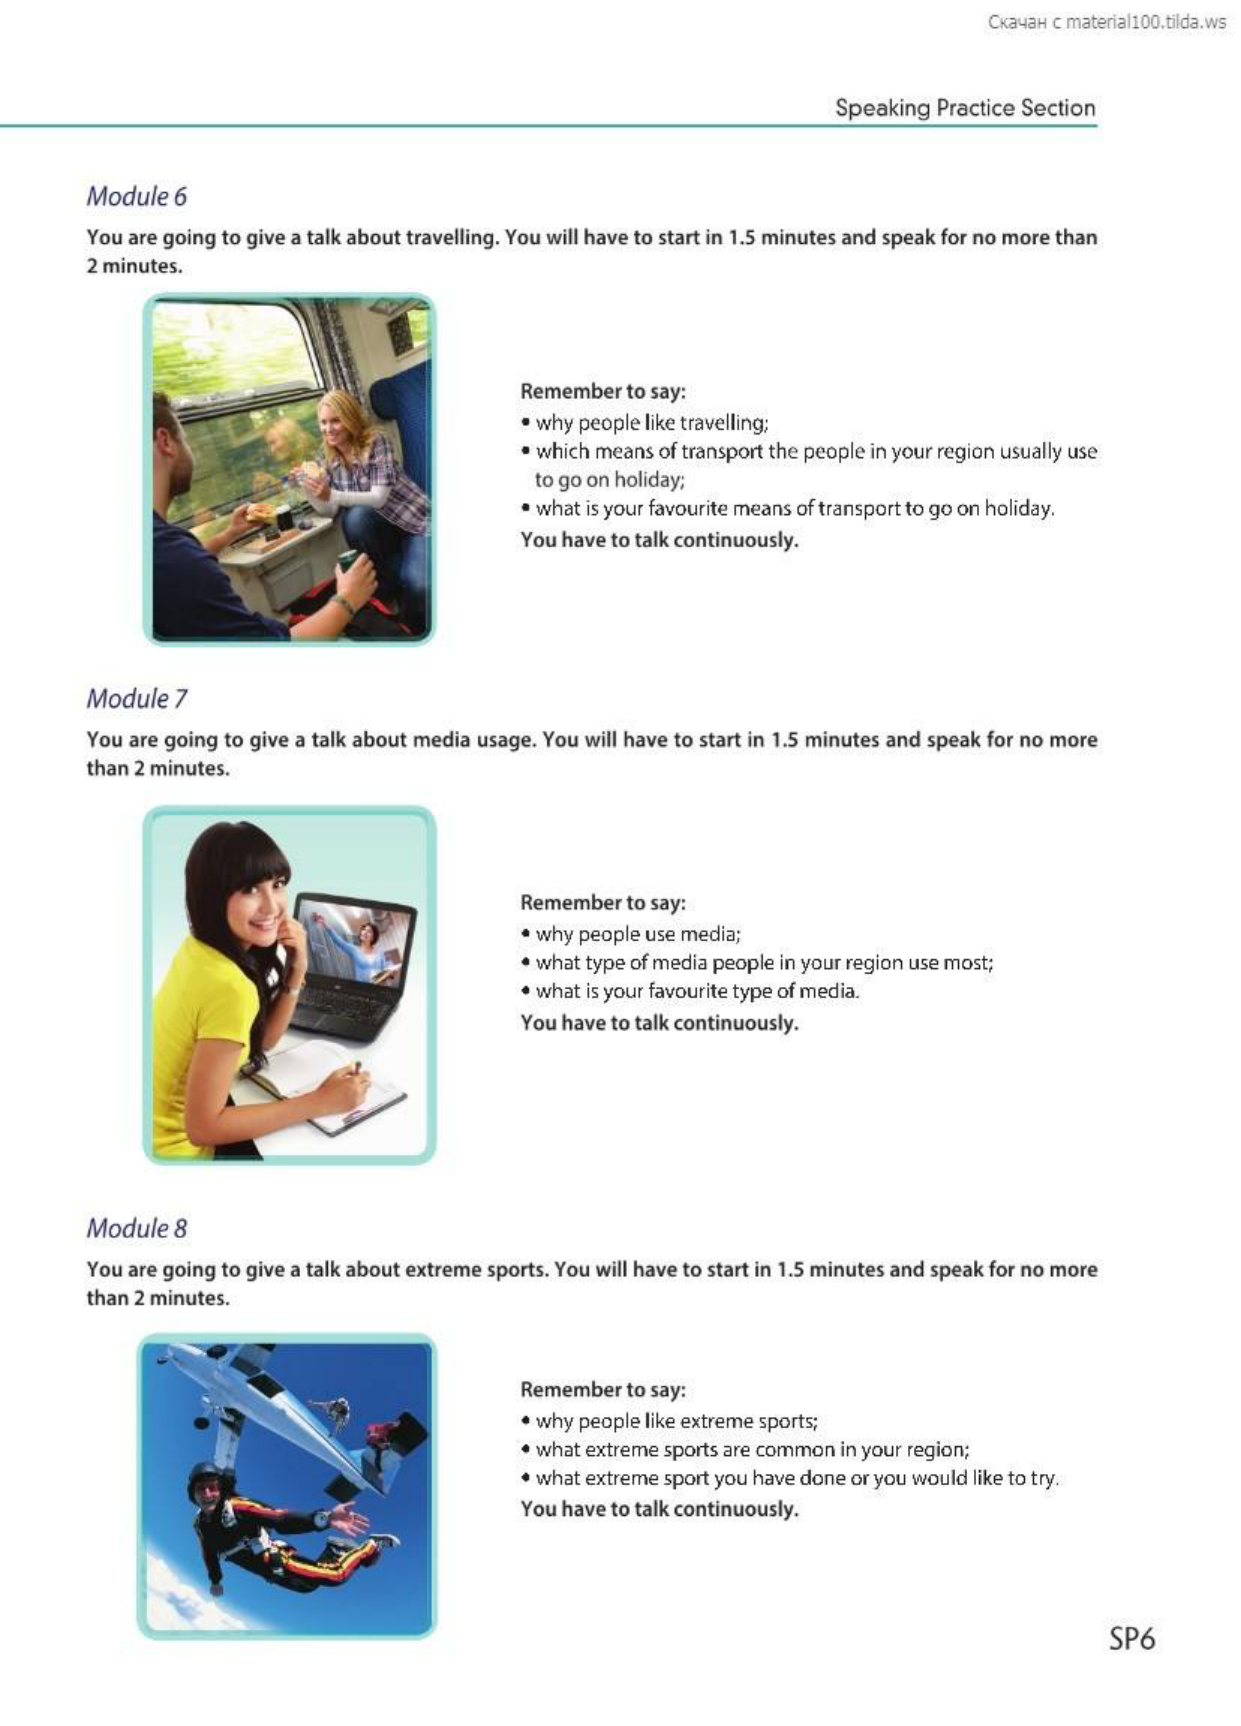 Скачан с material100.tilda.ws
Speaking Practice Section
Module 6
You are going to give a talk about travelling. You will have to start in 1.5 minutes and speak for no more than
2 minutes.
Remember to say:
• why people like travelling;
• which means of transport the people in your region usually use
to go on holiday;
• what is your favourite means of transport to go on holiday.
You have to talk continuously.
Module 7
You are going to give a talk about media usage. You will have to start in 1.5 minutes and speak for no more
than 2 minutes.
Remember to say:
• why people use media;
• what type of media people in your region use most;
• what is your favourite type of media.
You have to talk continuously.
Module 8
You are going to give a talk about extreme sports. You will have to start in 1.5 minutes and speak for no more
than 2 minutes.
Remember to say:
• why people like extreme sports;
• what extreme sports are common in your region;
• what extreme sport you have done or you would like to try.
You have to talk continuously.
SP6